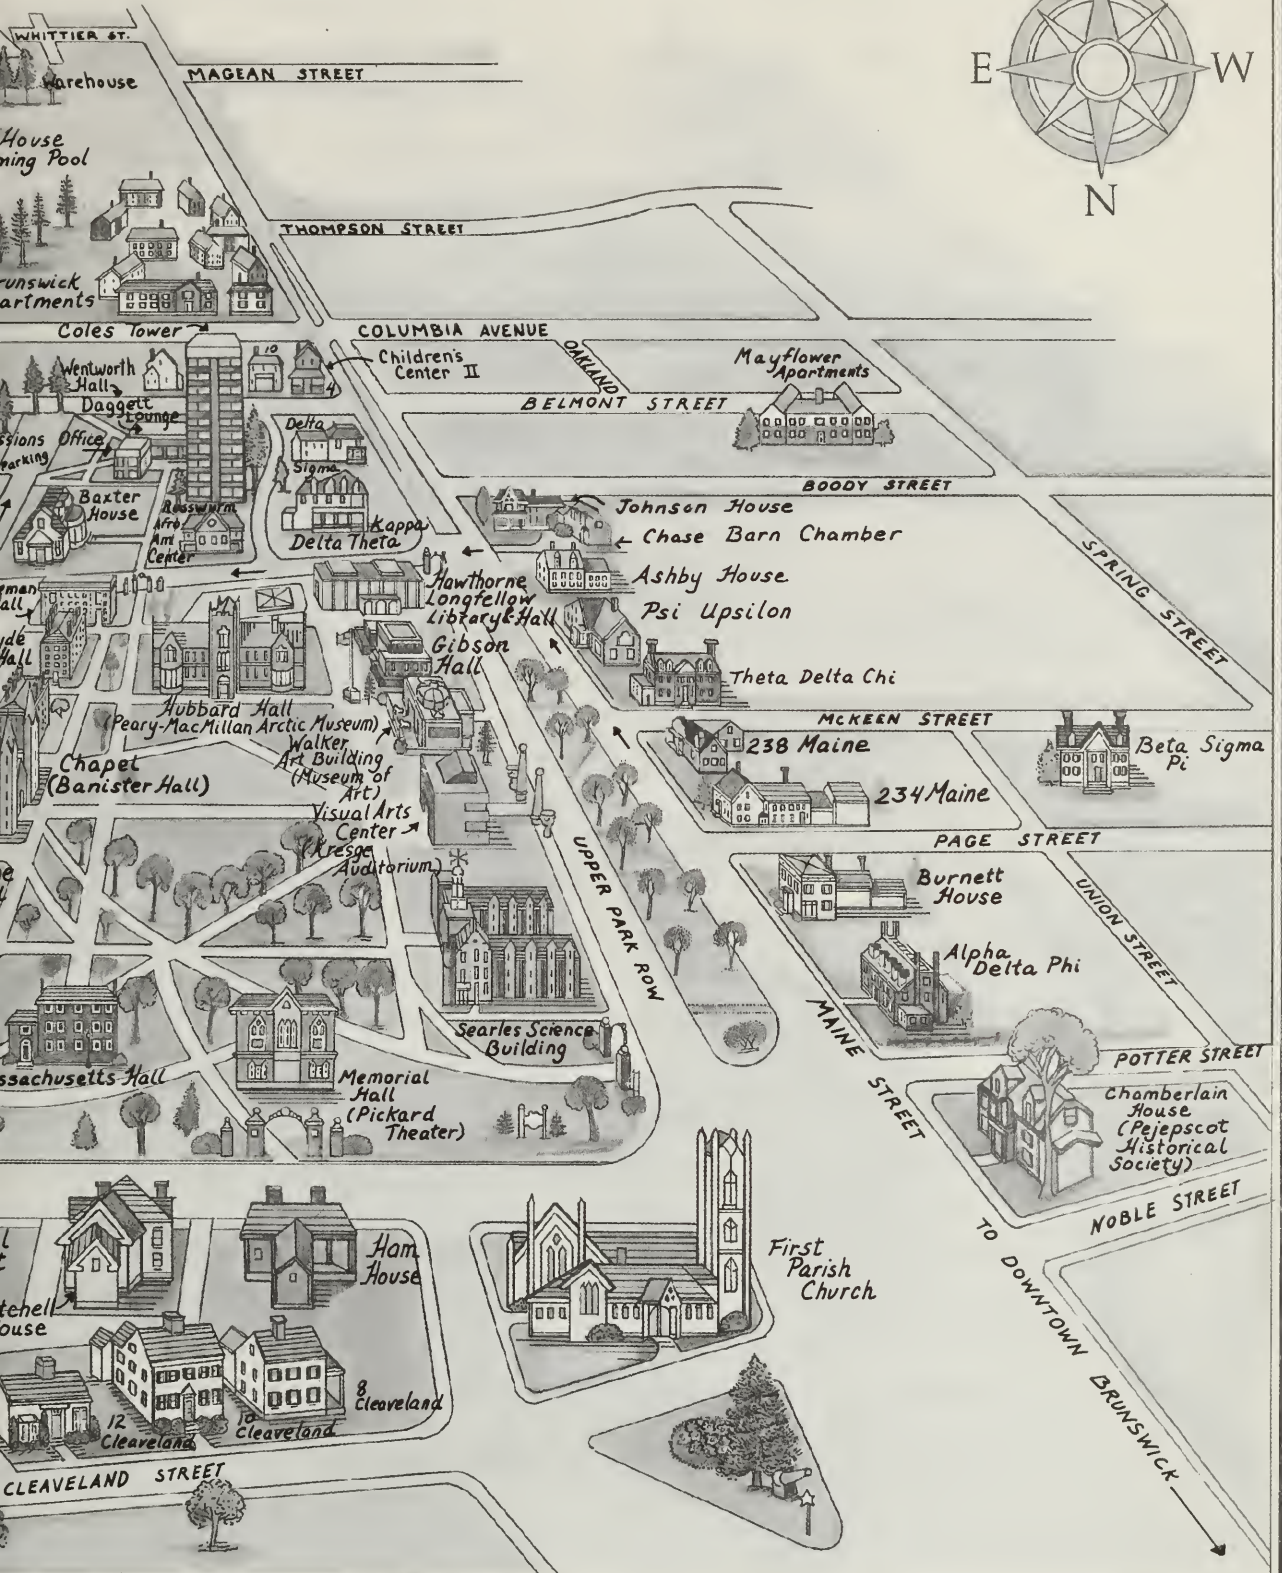 WHITTIER ST.
Warehouse
MAGEAN STREET
E
W
N
House
ming Pool
THOMPSON STREET
runswick
artments
Coles Tower
COLUMBIA AVENUE
OAKLAND
Wentworth
Hall
10
Children's
Center II
4
Mayflower
Apartments
Daggett
Lounge
BELMONT STREET
ssions Office
Parking
Delta
Sigma
BOODY STREET
Baxter
House
Russwurm
Afro
Am
Center
Kappa
Delta Theta
Johnson House
Chase Barn Chamber
SPRING STREET
Ashby House
eman
all
yde
Hall
Hawthorne
Longfellow
Library & Hall
Psi Upsilon
Gibson
Hall
Theta Delta Chi
Hubbard Hall
(Peary-MacMillan Arctic Museum)
McKEEN STREET
Walker
Art Building
(Museum of
Art)
238 Maine
Beta Sigma
Pi
Chapel
(Banister Hall)
234 Maine
Visual Arts
Center
(Kresge
Auditorium)
UPPER PARK ROW
PAGE STREET
Burnett
House
UNION STREET
Alpha
Delta Phi
Searles Science
Building
MAINE
STREET
POTTER STREET
ssachusetts Hall
Memorial
Hall
(Pickard
Theater)
Chamberlain
House
(Pejepscot
Historical
Society)
NOBLE STREET
TO DOWNTOWN BRUNSWICK
Ham
House
First
Parish
Church
tchell
ouse
8
Cleaveland
10
Cleaveland
12
Cleaveland
CLEAVELAND STREET